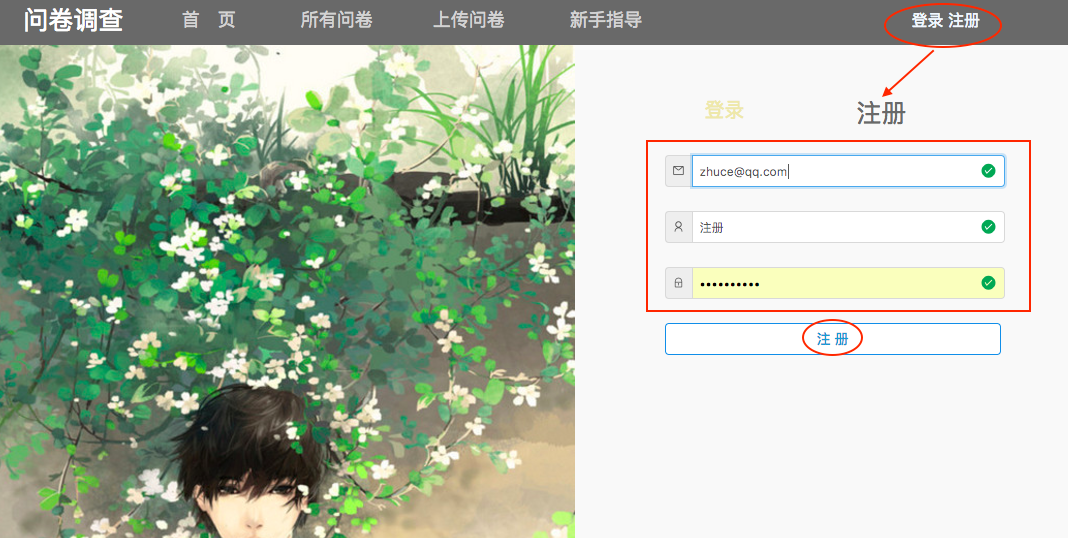 问卷调查 首 页 所有问卷 上传问卷 新手指导 登录 注册
登录 注册
zhuce@qq.com
注册
••••••••••
注 册